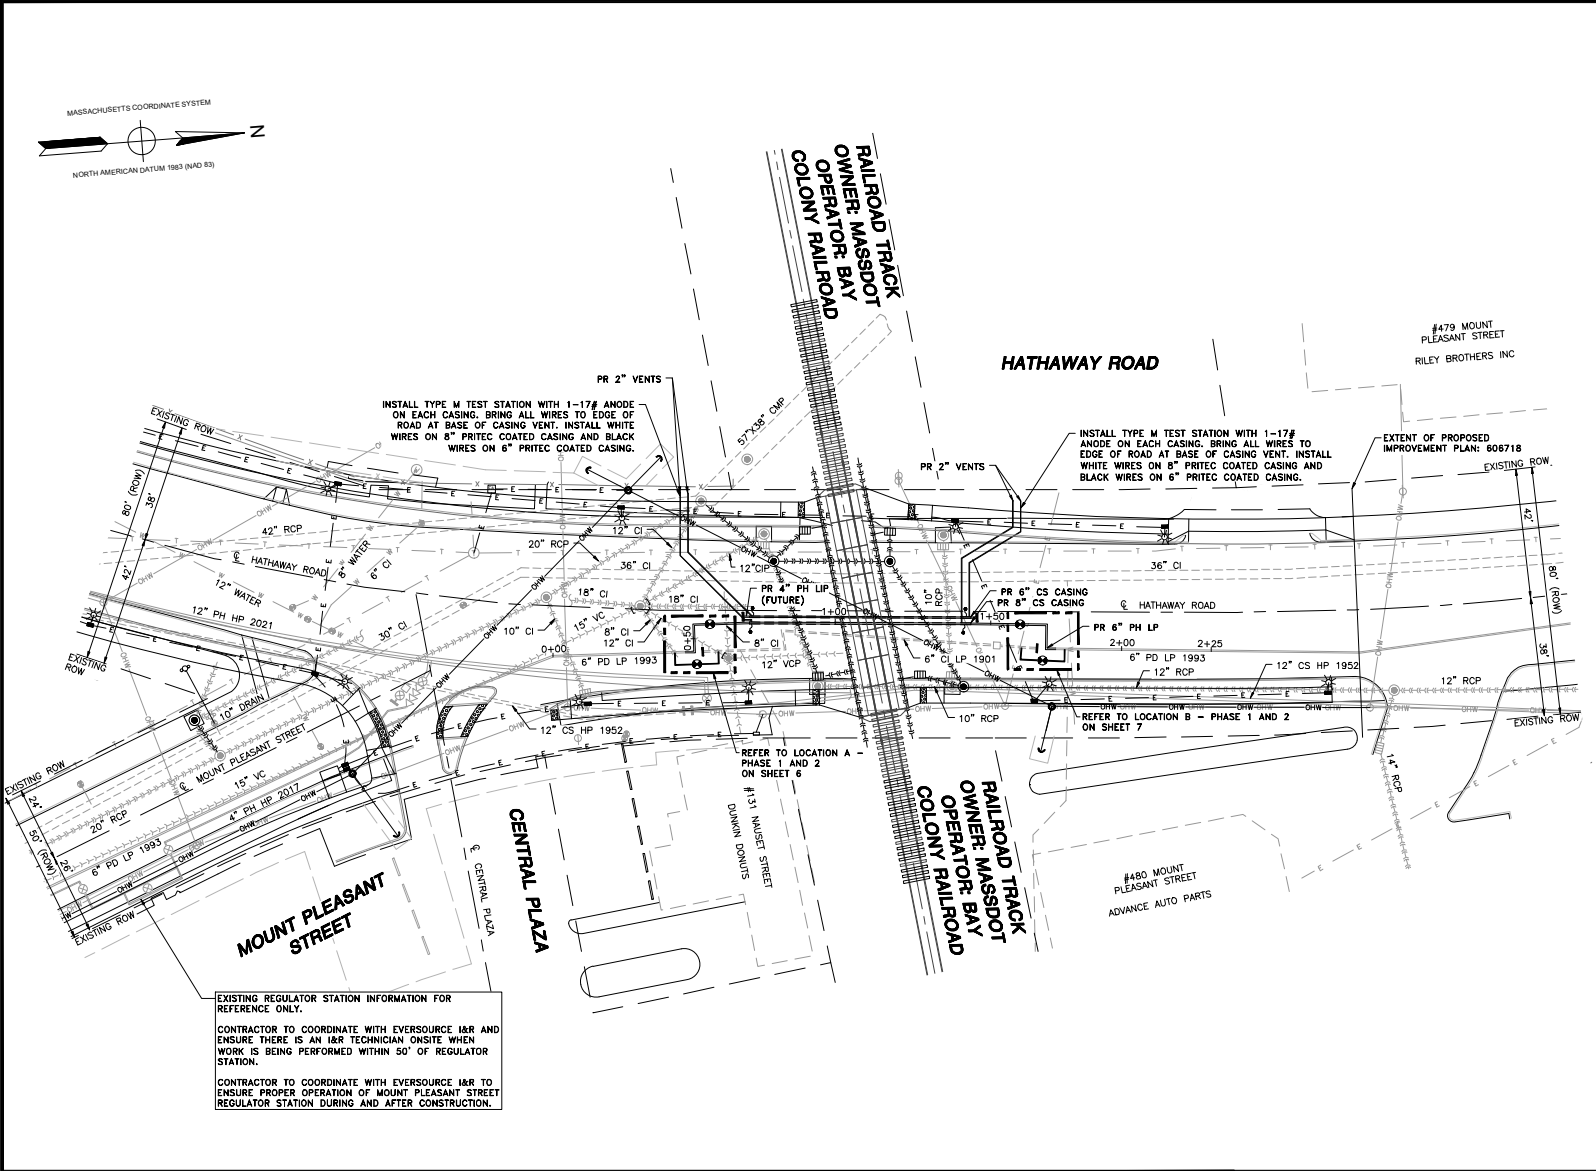 MASSACHUSETTS COORDINATE SYSTEM
N
NORTH AMERICAN DATUM 1983 (NAD 83)
RAILROAD TRACK
OWNER: MASSDOT
OPERATOR: BAY
COLONY RAILROAD
HATHAWAY ROAD
#479 MOUNT
PLEASANT STREET
RILEY BROTHERS INC
PR 2" VENTS
INSTALL TYPE M TEST STATION WITH 1-17# ANODE
ON EACH CASING. BRING ALL WIRES TO EDGE OF
ROAD AT BASE OF CASING VENT. INSTALL WHITE
WIRES ON 8" PRITEC COATED CASING AND BLACK
WIRES ON 6" PRITEC COATED CASING.
57"X38" CMP
PR 2" VENTS
INSTALL TYPE M TEST STATION WITH 1-17#
ANODE ON EACH CASING. BRING ALL WIRES TO
EDGE OF ROAD AT BASE OF CASING VENT. INSTALL
WHITE WIRES ON 8" PRITEC COATED CASING AND
BLACK WIRES ON 6" PRITEC COATED CASING.
EXTENT OF PROPOSED
IMPROVEMENT PLAN: 606718
EXISTING ROW
EXISTING ROW
80' (ROW)
38'
42'
42'
80' (ROW)
38'
42" RCP
℄ HATHAWAY ROAD
8" WATER
6" CI
12" WATER
12" PH HP 2021
30" CI
20" RCP
12" CI
36" CI
12"CIP
36" CI
18" CI
18" CI
PR 4" PH LIP
(FUTURE)
10" RCP
PR 6" CS CASING
PR 8" CS CASING
℄ HATHAWAY ROAD
10" CI
15" VC
8" CI
12" CI
0+00
0+50
1+00
1+50
2+00
2+25
8" CI
6" PD LP 1993
12" VCP
6" CI LP 1901
PR 6" PH LP
6" PD LP 1993
12" RCP
12" CS HP 1952
12" RCP
EXISTING
ROW
10" DRAIN
12" CS HP 1952
10" RCP
REFER TO LOCATION B - PHASE 1 AND 2
ON SHEET 7
EXISTING ROW
REFER TO LOCATION A -
PHASE 1 AND 2
ON SHEET 6
14" RCP
EXISTING ROW
℄ MOUNT PLEASANT STREET
15" VC
4" PH HP 2017
20" RCP
6" PD LP 1993
24'
50' (ROW)
26'
EXISTING ROW
MOUNT PLEASANT
STREET
℄ CENTRAL PLAZA
CENTRAL PLAZA
#131 NAUSET STREET
DUNKIN DONUTS
RAILROAD TRACK
OWNER: MASSDOT
OPERATOR: BAY
COLONY RAILROAD
#480 MOUNT
PLEASANT STREET
ADVANCE AUTO PARTS
EXISTING REGULATOR STATION INFORMATION FOR
REFERENCE ONLY.
CONTRACTOR TO COORDINATE WITH EVERSOURCE I&R AND
ENSURE THERE IS AN I&R TECHNICIAN ONSITE WHEN
WORK IS BEING PERFORMED WITHIN 50' OF REGULATOR
STATION.
CONTRACTOR TO COORDINATE WITH EVERSOURCE I&R TO
ENSURE PROPER OPERATION OF MOUNT PLEASANT STREET
REGULATOR STATION DURING AND AFTER CONSTRUCTION.